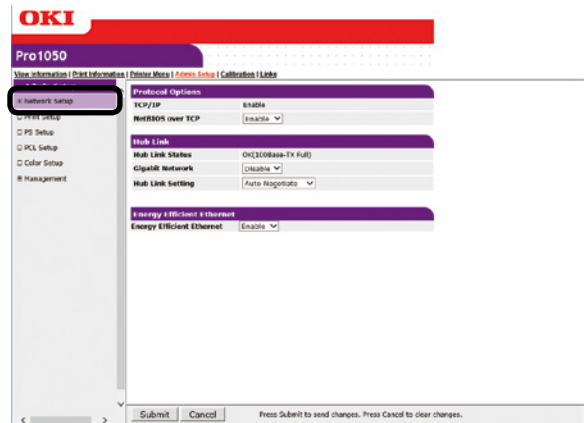 OKI
Pro1050
View Information | Print Information | Printer Menu | Admin Setup | Calibration | Links
Network Setup
Print Setup
PS Setup
PCL Setup
Color Setup
Management
Protocol Options
TCP/IP Enable
NetBIOS over TCP Enable
Hub Link
Hub Link Status OK(100Base-TX Full)
Gigabit Network Disable
Hub Link Setting Auto Negotiate
Energy Efficient Ethernet
Energy Efficient Ethernet Enable
Submit Cancel Press Submit to send changes. Press Cancel to clear changes.